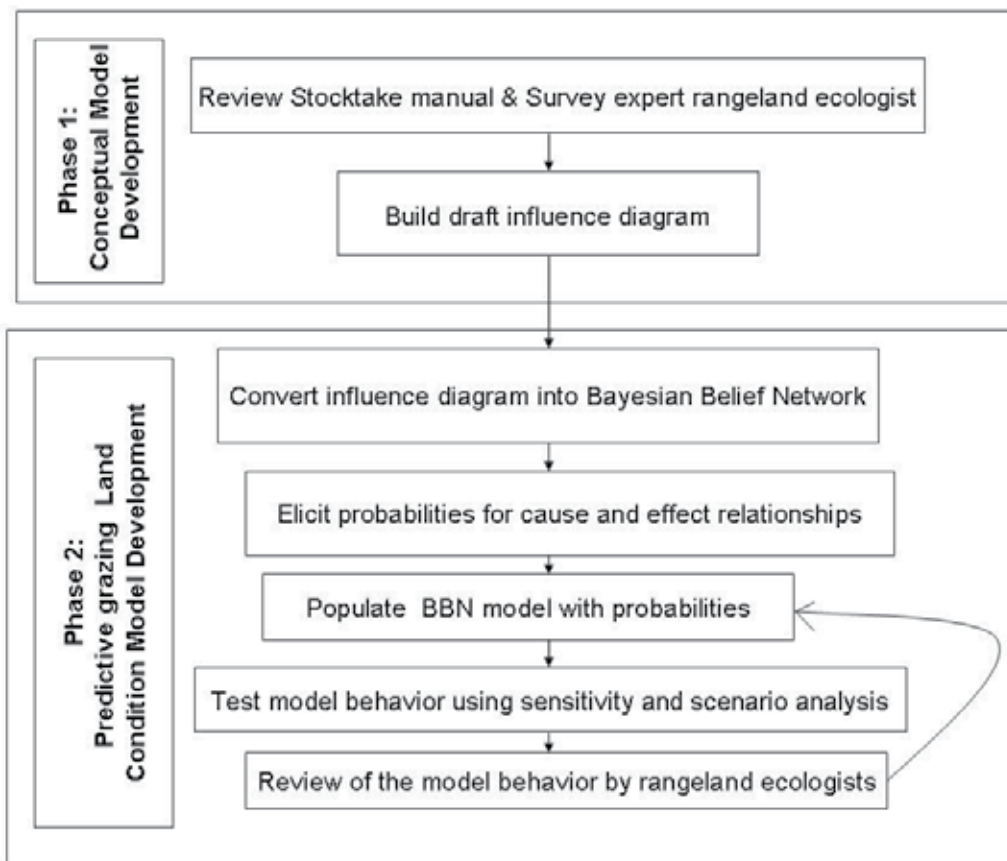 Phase 1:
Conceptual Model
Development
Review Stocktake manual & Survey expert rangeland ecologist
Build draft influence diagram
Phase 2:
Predictive grazing Land
Condition Model Development
Convert influence diagram into Bayesian Belief Network
Elicit probabilities for cause and effect relationships
Populate BBN model with probabilities
Test model behavior using sensitivity and scenario analysis
Review of the model behavior by rangeland ecologists